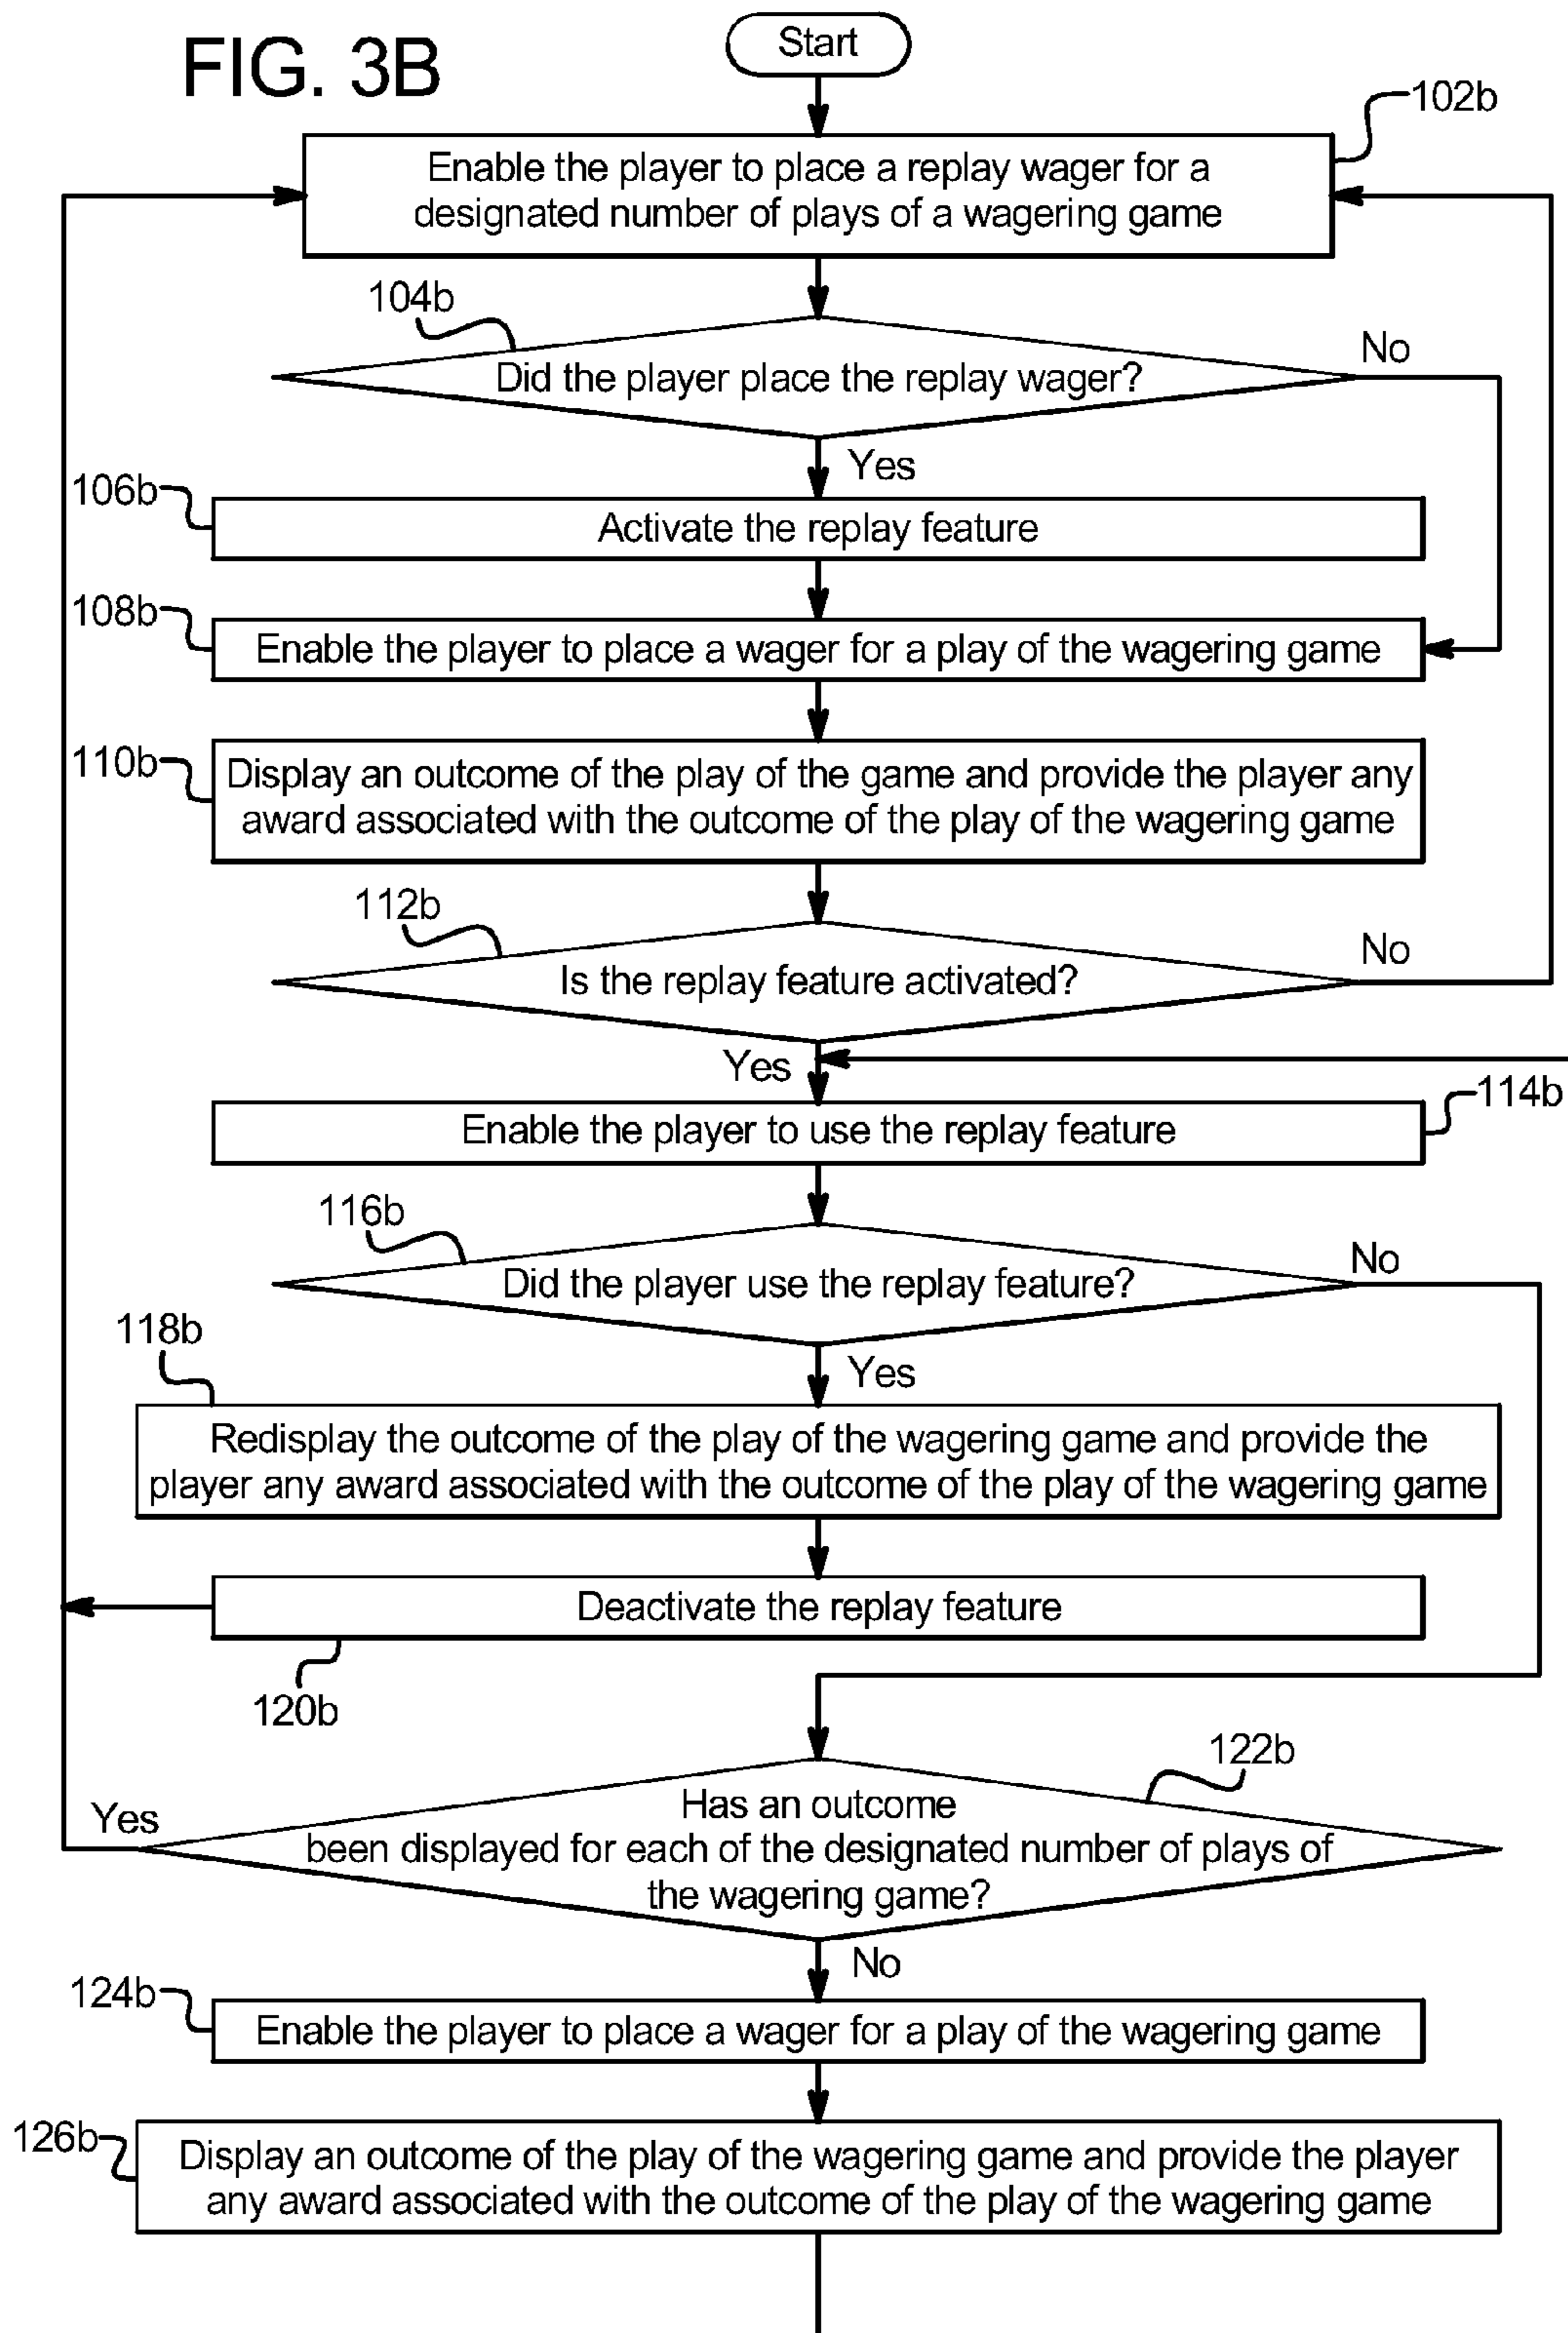 FIG. 3B
Start
102b
Enable the player to place a replay wager for a
designated number of plays of a wagering game
104b
No
Did the player place the replay wager?
Yes
106b
Activate the replay feature
108b
Enable the player to place a wager for a play of the wagering game
110b
Display an outcome of the play of the game and provide the player any
award associated with the outcome of the play of the wagering game
112b
No
Is the replay feature activated?
Yes
114b
Enable the player to use the replay feature
116b
No
Did the player use the replay feature?
118b
Yes
Redisplay the outcome of the play of the wagering game and provide the
player any award associated with the outcome of the play of the wagering game
Deactivate the replay feature
120b
122b
Yes
Has an outcome
been displayed for each of the designated number of plays of
the wagering game?
No
124b
Enable the player to place a wager for a play of the wagering game
126b
Display an outcome of the play of the wagering game and provide the player
any award associated with the outcome of the play of the wagering game